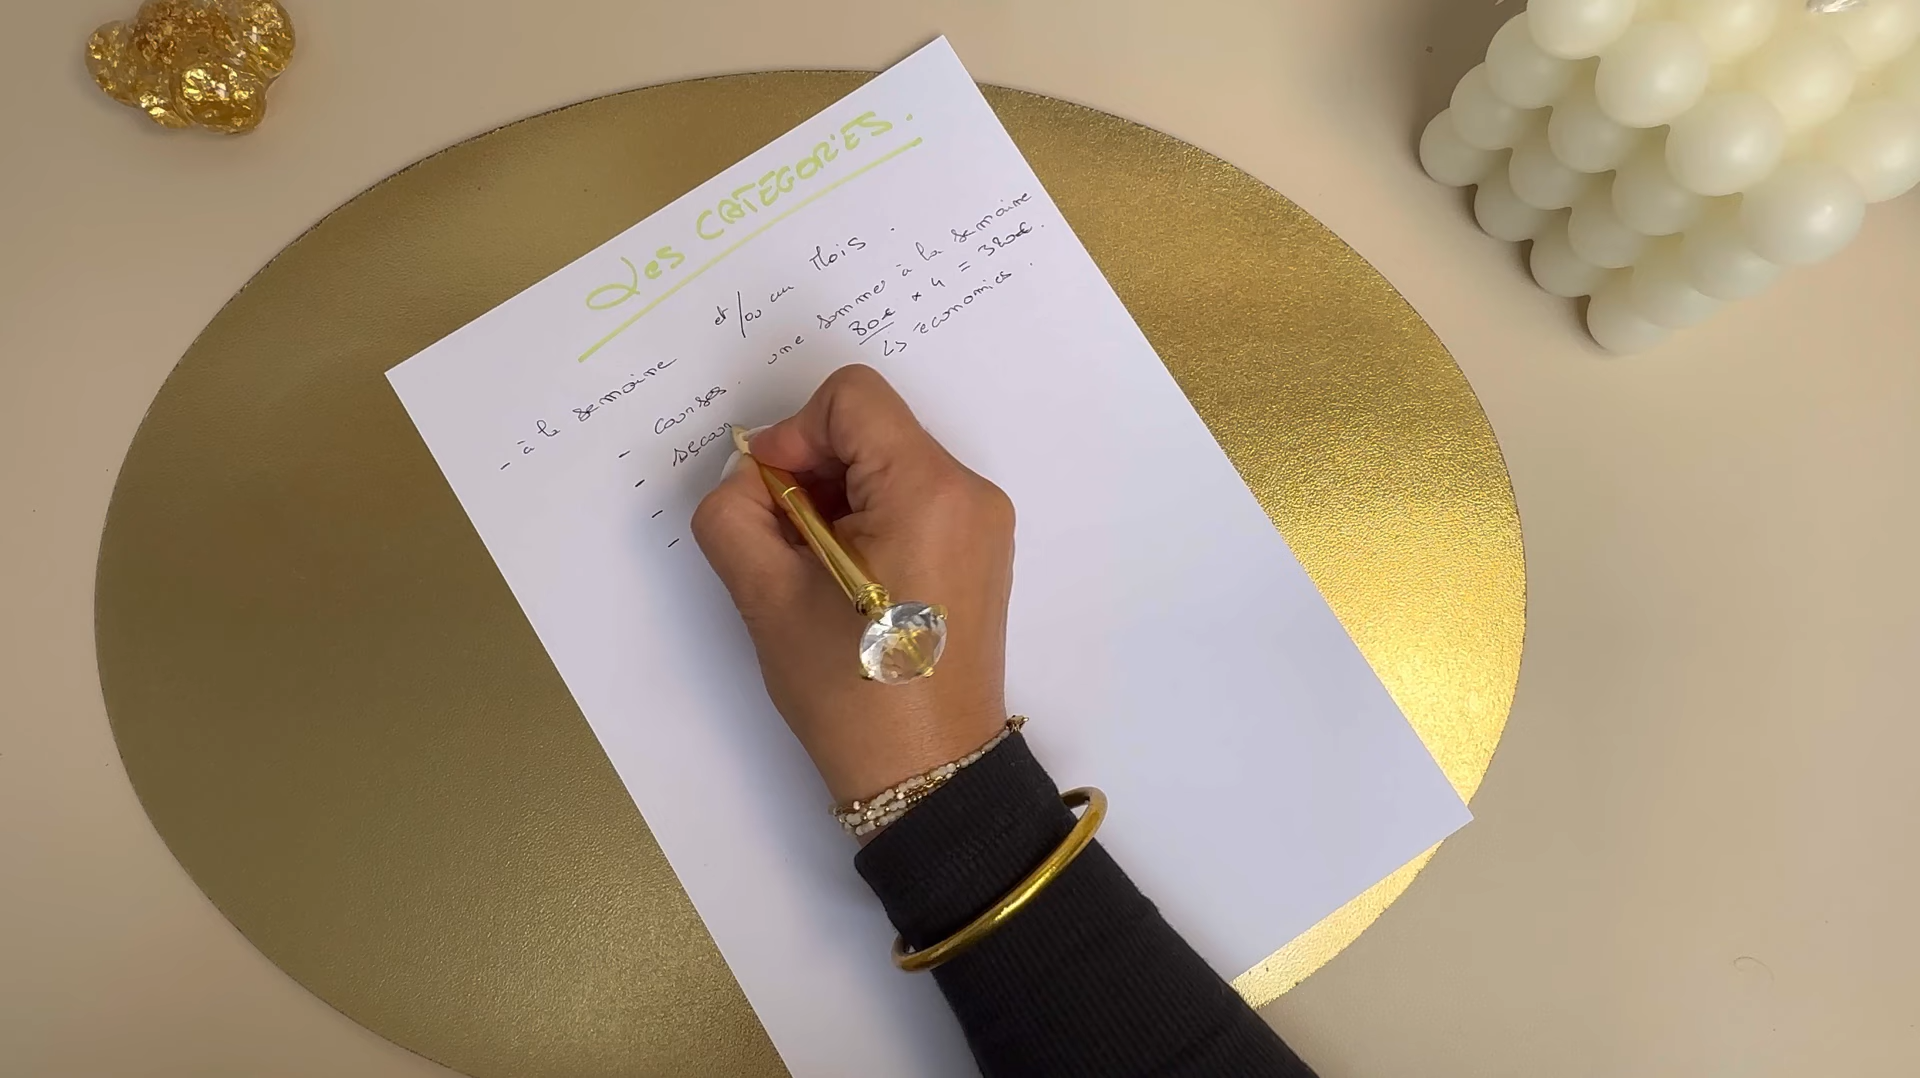 Les CATEGORIES.
- à la semaine et/ou au Mois.
- courses. une somme à la semaine
80€ × 4 = 320€.
↳ économies.
-
-
-